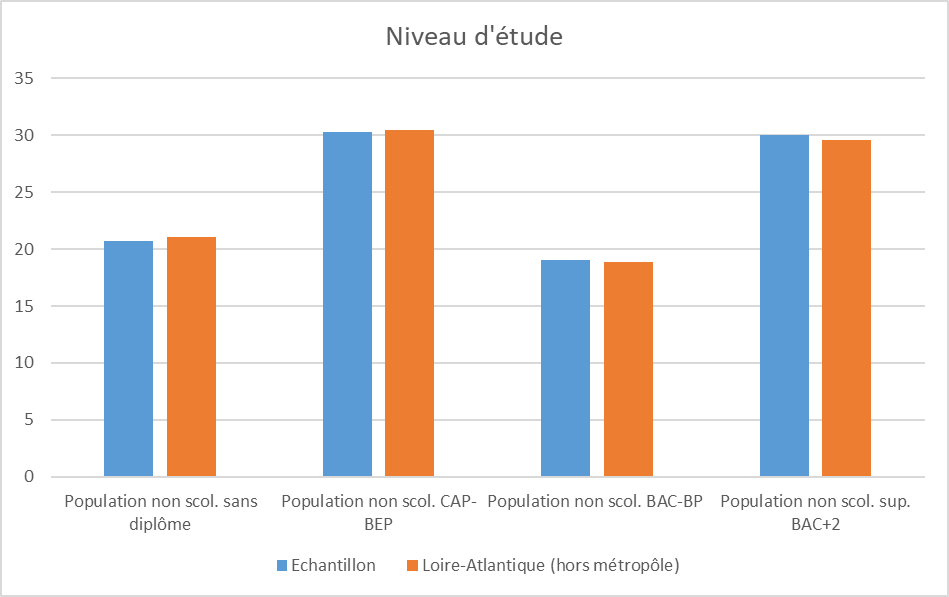 Niveau d'étude
35
30
25
20
15
10
5
0
Population non scol. sans
diplôme
Population non scol. CAP-
BEP
Population non scol. BAC-BP
Population non scol. sup.
BAC+2
Echantillon
Loire-Atlantique (hors métropôle)